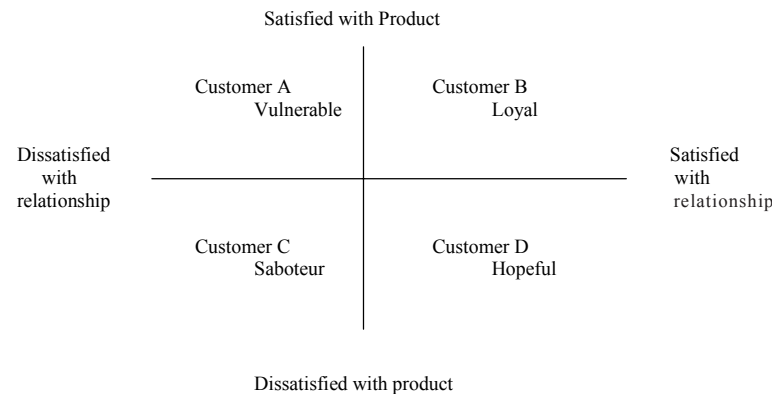 Satisfied with Product
Customer A
Vulnerable
Customer B
Loyal
Dissatisfied
with
relationship
Satisfied
with
relationship
Customer C
Saboteur
Customer D
Hopeful
Dissatisfied with product